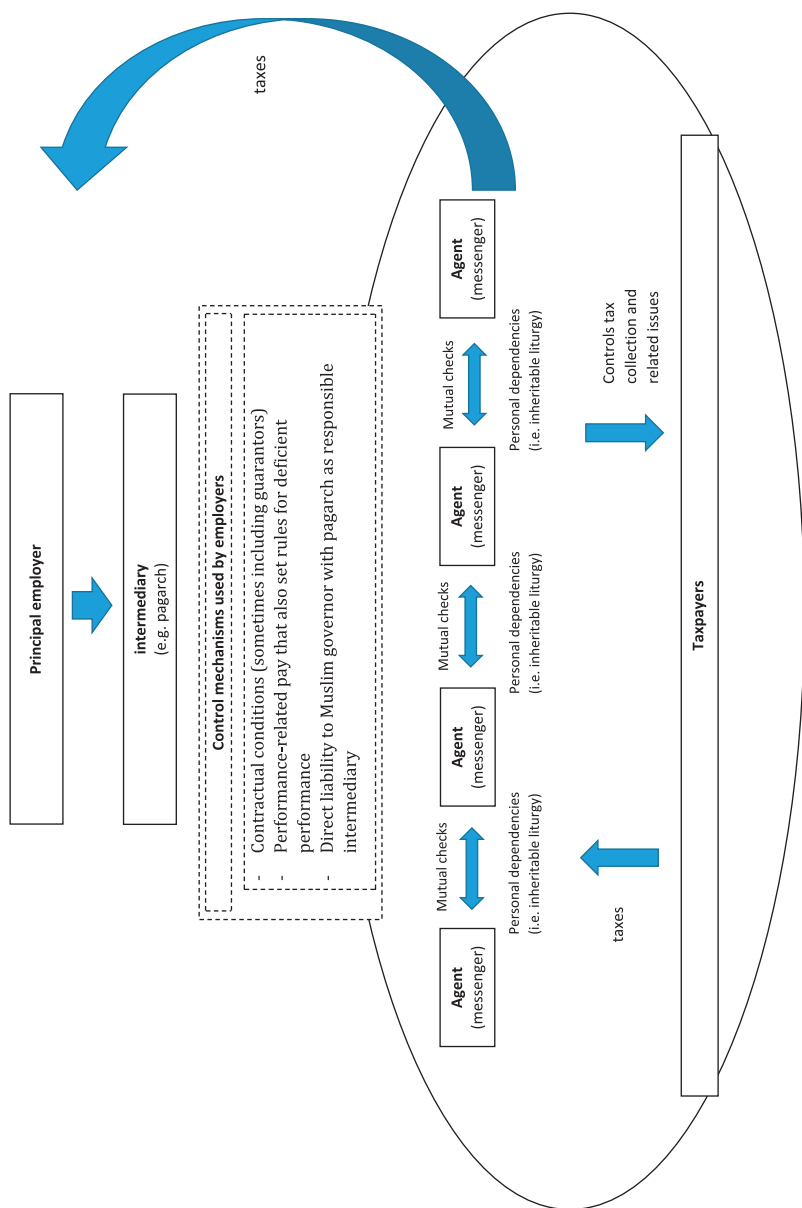 Principal employer
intermediary
(e.g. pagarch)
Control mechanisms used by employers
- Contractual conditions (sometimes including guarantors)
- Performance-related pay that also set rules for deficient
performance
- Direct liability to Muslim governor with pagarch as responsible
intermediary
taxes
Agent
(messenger)
Mutual checks
Personal dependencies
(i.e. inheritable liturgy)
Agent
(messenger)
Mutual checks
Personal dependencies
(i.e. inheritable liturgy)
Agent
(messenger)
Mutual checks
Personal dependencies
(i.e. inheritable liturgy)
Agent
(messenger)
taxes
Controls tax
collection and
related issues
Taxpayers